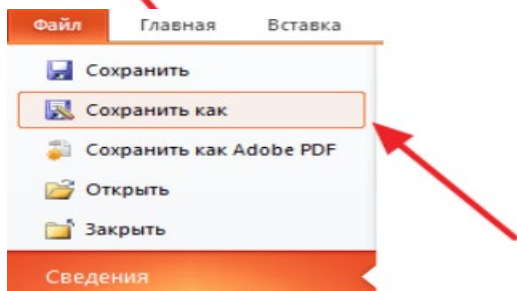 Файл Главная Вставка
Сохранить
Сохранить как
Сохранить как Adobe PDF
Открыть
Закрыть
Сведения